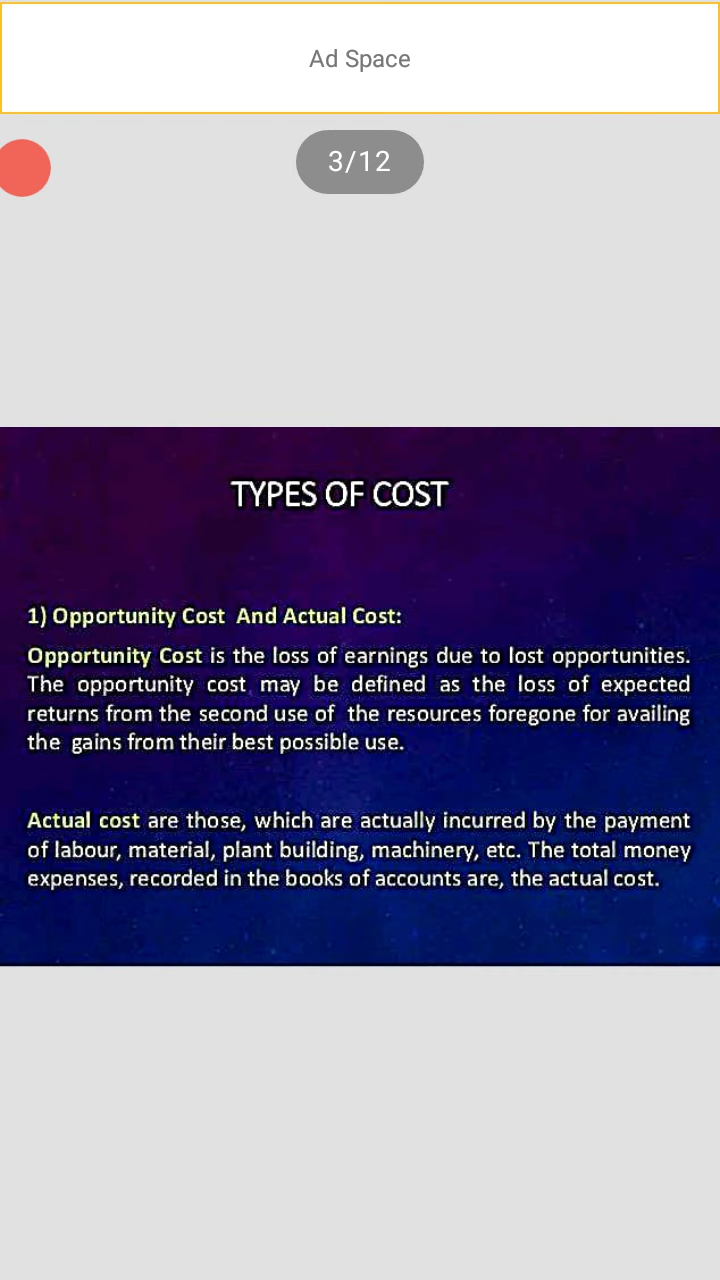 Ad Space
3/12
TYPES OF COST
1) Opportunity Cost  And Actual Cost:
Opportunity Cost is the loss of earnings due to lost opportunities.
The opportunity cost may be defined as the loss of expected
returns from the second use of  the resources foregone for availing
the  gains from their best possible use.
Actual cost are those, which are actually incurred by the payment
of labour, material, plant building, machinery, etc. The total money
expenses, recorded in the books of accounts are, the actual cost.